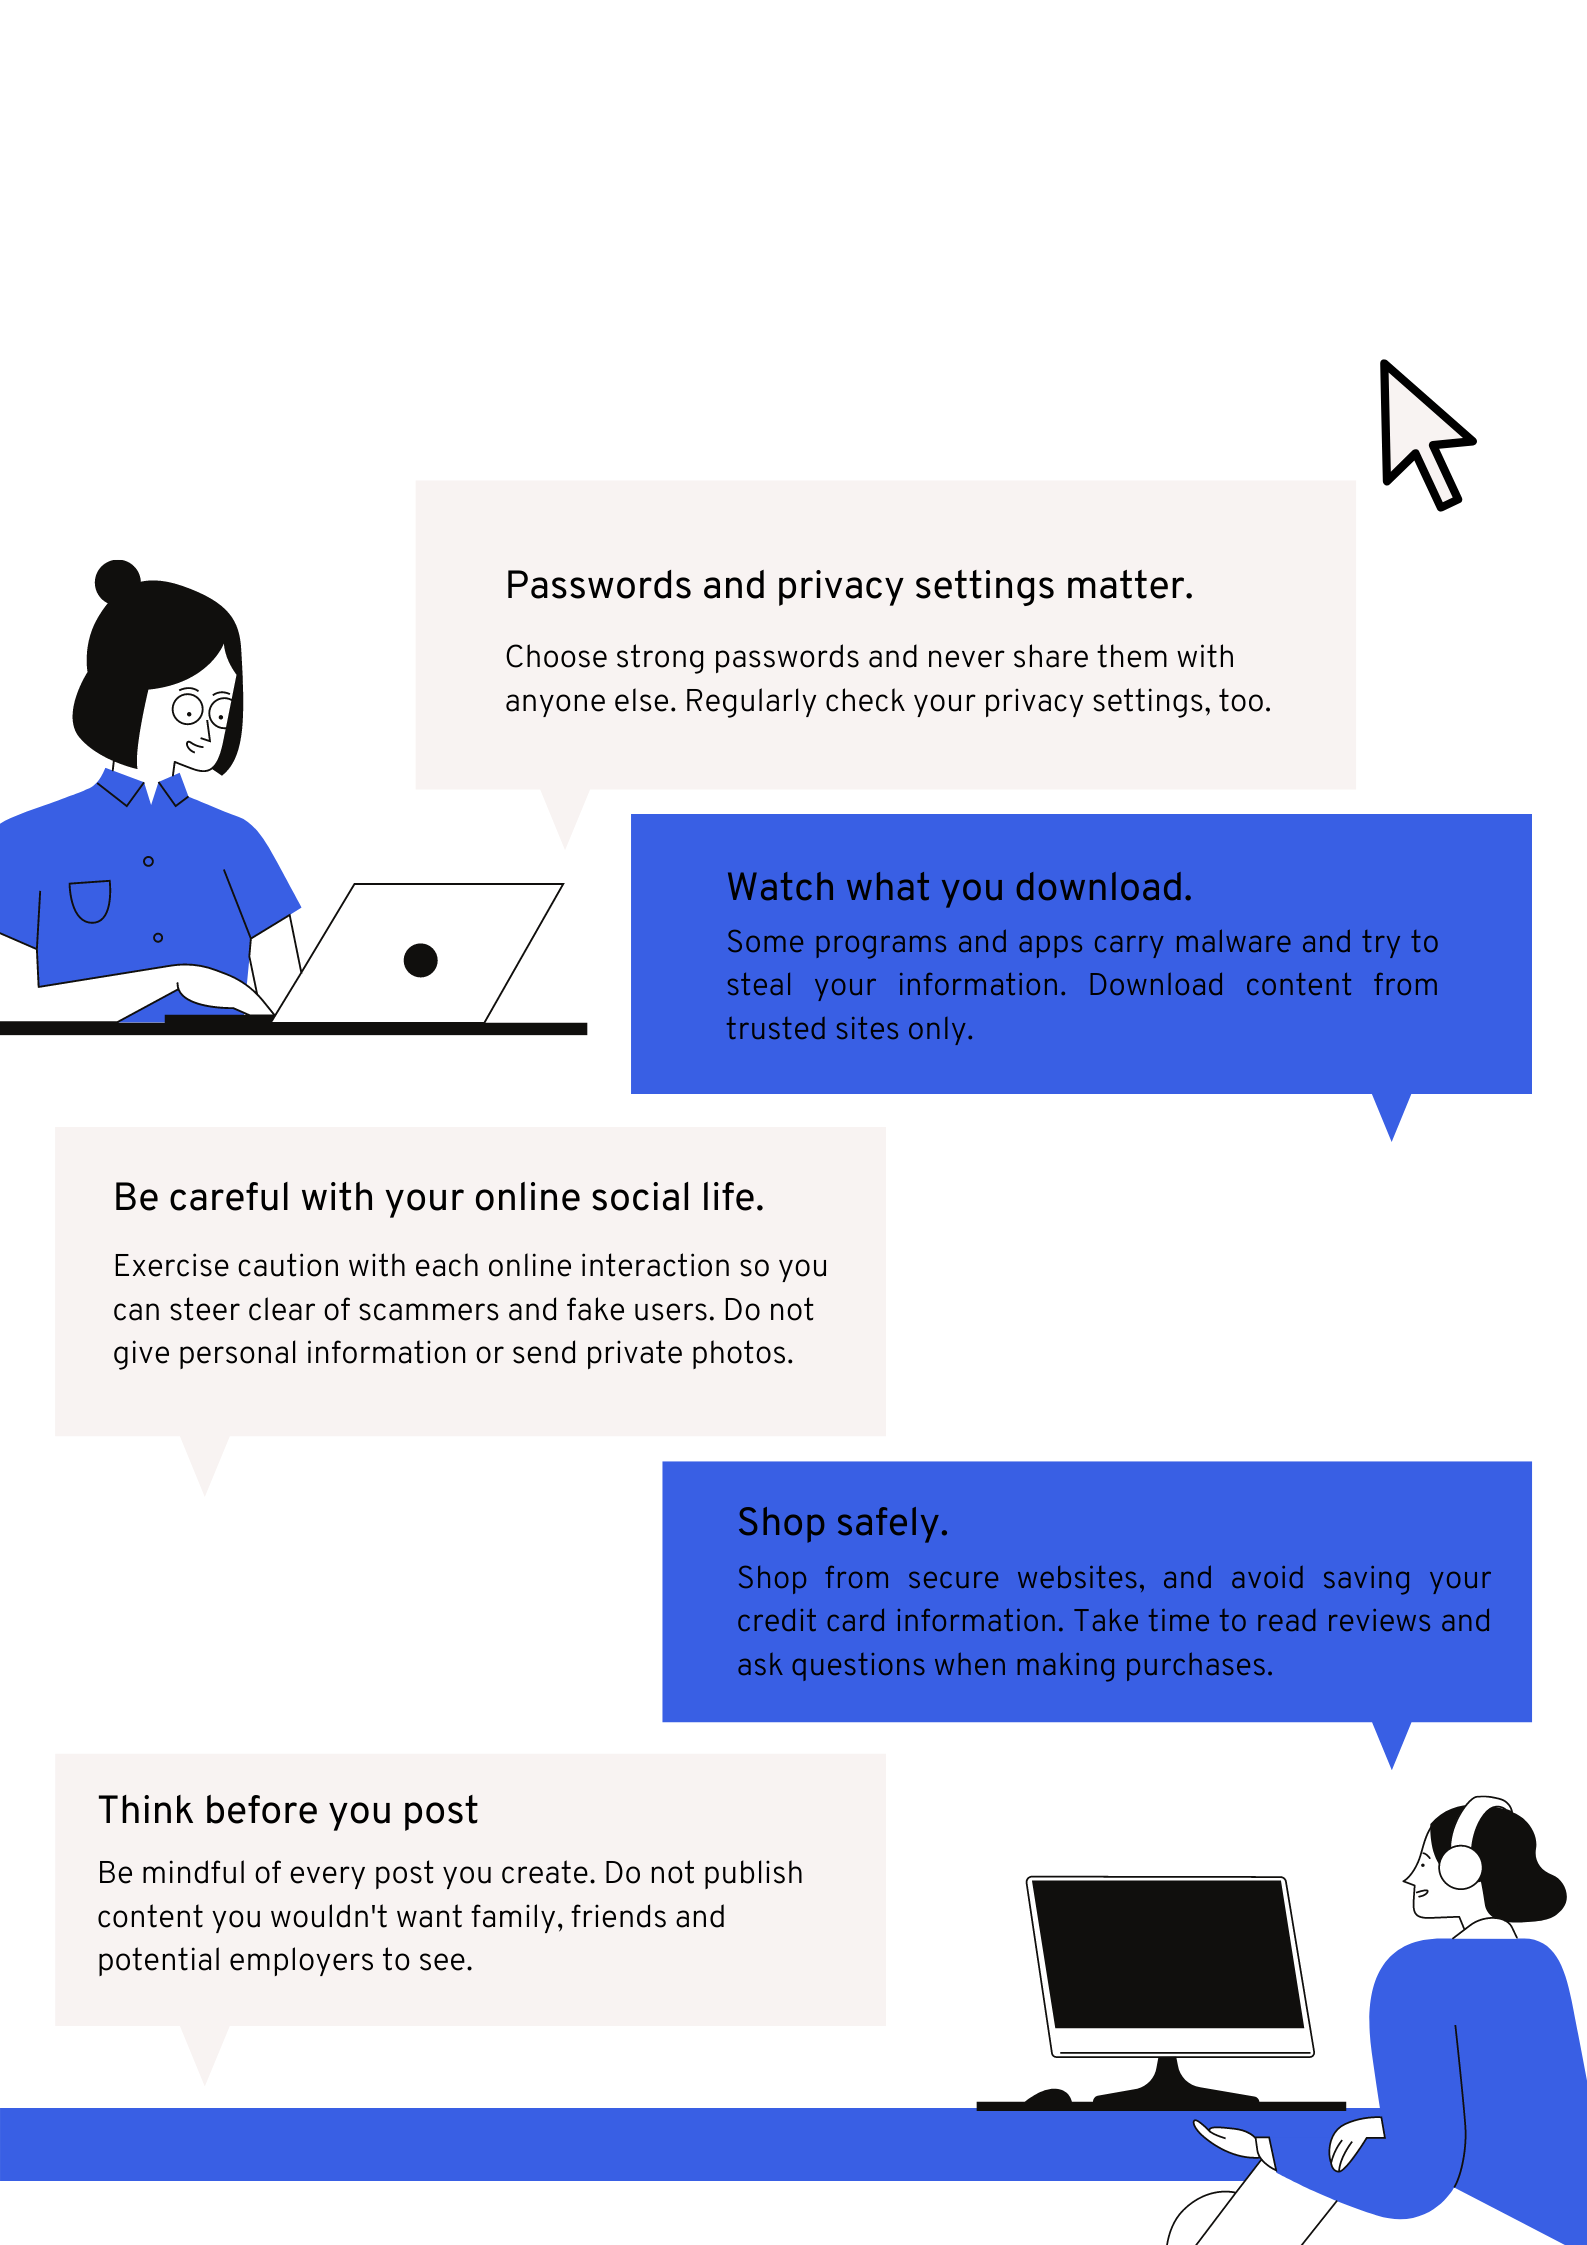 Passwords and privacy settings matter.
Choose strong passwords and never share them with
anyone else. Regularly check your privacy settings, too.
Watch what you download.
Some programs and apps carry malware and try to
steal your information. Download content from
trusted sites only.
Be careful with your online social life.
Exercise caution with each online interaction so you
can steer clear of scammers and fake users. Do not
give personal information or send private photos.
Shop safely.
Shop from secure websites, and avoid saving your
credit card information. Take time to read reviews and
ask questions when making purchases.
Think before you post
Be mindful of every post you create. Do not publish
content you wouldn't want family, friends and
potential employers to see.